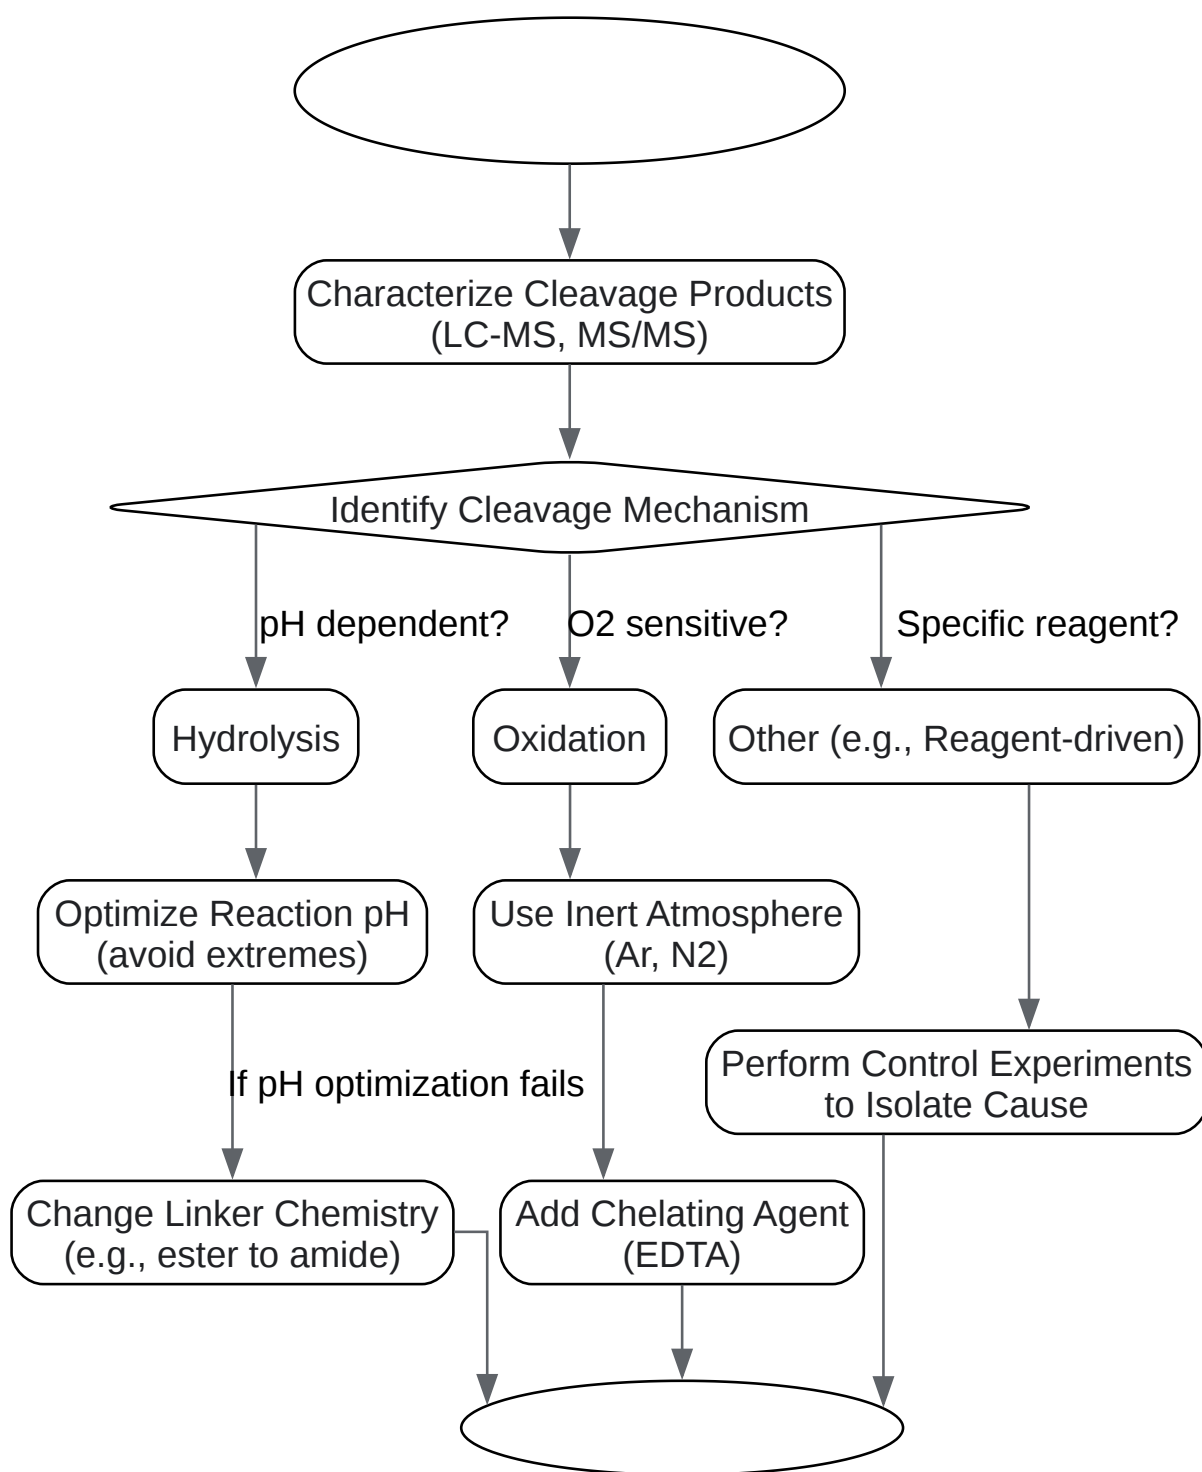 Characterize Cleavage Products
(LC-MS, MS/MS)
Identify Cleavage Mechanism
pH dependent?
O2 sensitive?
Specific reagent?
Hydrolysis
Oxidation
Other (e.g., Reagent-driven)
Optimize Reaction pH
(avoid extremes)
Use Inert Atmosphere
(Ar, N2)
Perform Control Experiments
to Isolate Cause
If pH optimization fails
Change Linker Chemistry
(e.g., ester to amide)
Add Chelating Agent
(EDTA)